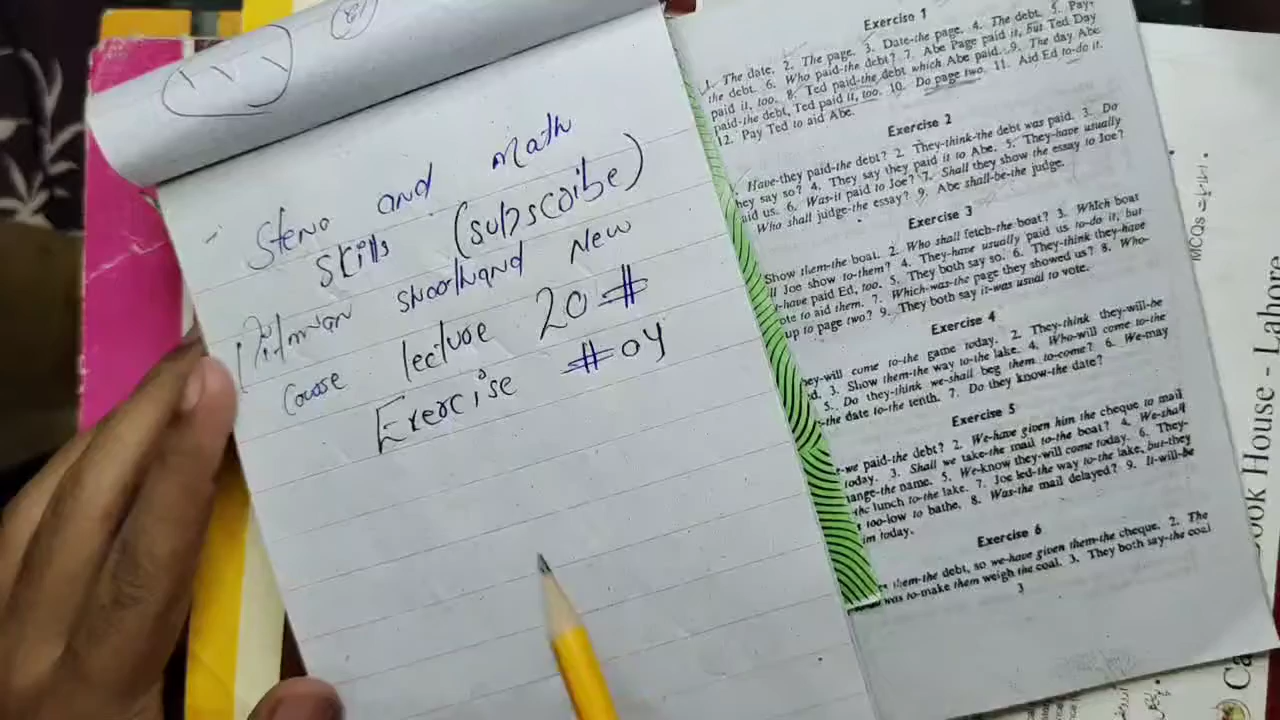 18
Steno and Math
Skills (subscribe)
Pitman shoorthand New
Couse lecture 20 #
Exercise # 04
Exercise 1
1. The date. 2. The page. 3. Date-the page. 4. The debt. 5. Pay-
the debt. 6. Who paid-the debt? 7. Abe Page paid it, but Ted Day
paid it, too. 8. Ted paid-the debt which Abe paid. 9. The day Abe
paid-the debt, Ted paid it, too. 10. Do page two. 11. Aid Ed to-do it.
12. Pay Ted to aid Abe.
Exercise 2
Have-they paid-the debt? 2. They-think-the debt was paid. 3. Do
hey say so? 4. They say they paid it to Abe. 5. They-have usually
aid us. 6. Was-it paid to Joe? 7. Shall they show the essay to Joe?
Who shall judge-the essay? 9. Abe shall-be-the judge.
Exercise 3
Show them-the boat. 2. Who shall fetch-the boat? 3. Which boat
ll Joe show to-them? 4. They-have usually paid us to-do it, but
-have paid Ed, too. 5. They both say so. 6. They-think they-have
ote to aid them. 7. Which-was-the page they showed us? 8. Who-
up to page two? 9. They both say it-was usual to vote.
Exercise 4
hey-will come to-the game today. 2. They-think they-will-be
d. 3. Show them-the way to-the lake. 4. Who-will come to-the
5. Do they-think we-shall beg them to-come? 6. We-may
-the date to-the tenth. 7. Do they-know the-date?
Exercise 5
e-we paid-the debt? 2. We-have given him the cheque to mail
today. 3. Shall we take-the mail to-the boat? 4. We-shall
ange-the name. 5. We-know they-will come today. 6. They-
the lunch to-the lake. 7. Joe led-the way to-the lake, but-they
too-low to bathe. 8. Was-the mail delayed? 9. It-will-be
im today.
Exercise 6
them-the debt, so we-have given them-the cheque. 2. The
was to-make them weigh the coal. 3. They both say-the coal
3
MCQs
ook House - Lahore
Ca